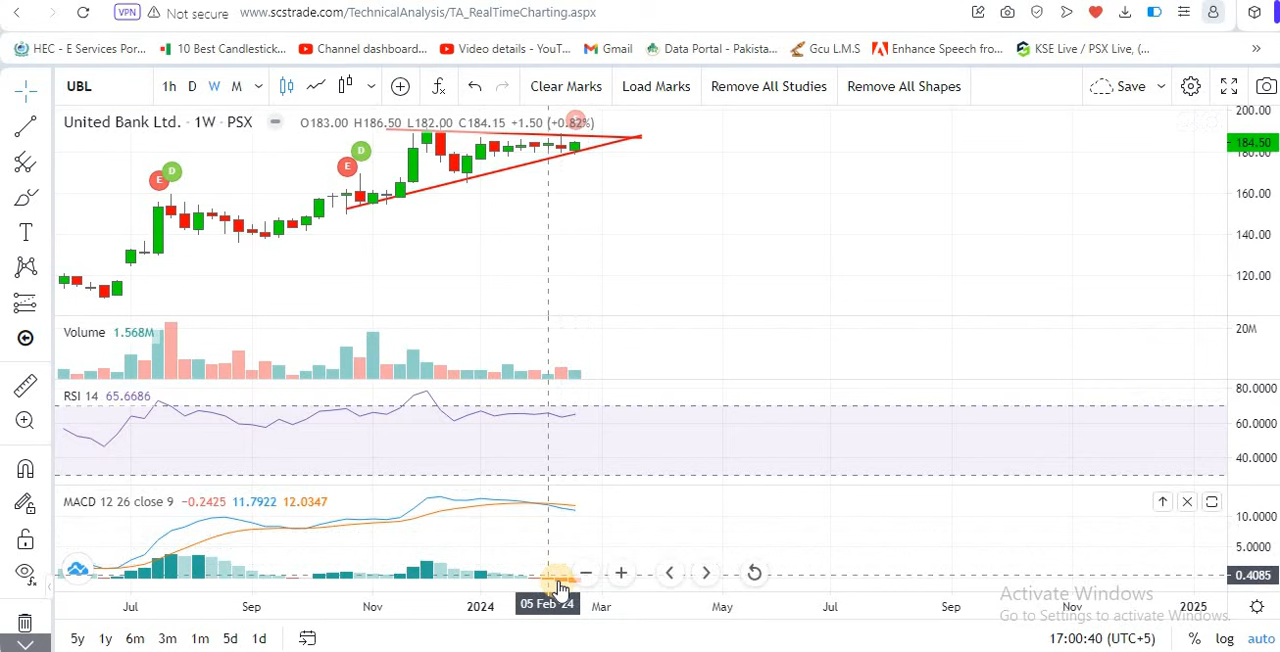 VPN Not secure www.scstrade.com/TechnicalAnalysis/TA_RealTimeCharting.aspx
HEC - E Services Por... 10 Best Candlestick... Channel dashboard... Video details - YouT... Gmail Data Portal - Pakista... Gcu L.M.S Enhance Speech fro... KSE Live / PSX Live, (... »
UBL 1h D W M Clear Marks Load Marks Remove All Studies Remove All Shapes Save
United Bank Ltd. · 1W · PSX O183.00 H186.50 L182.00 C184.15 +1.50 (+0.82%)
200.00
184.50
180.00
160.00
140.00
120.00
E D
E D
Volume 1.568M
20M
RSI 14 65.6686
80.0000
60.0000
40.0000
MACD 12 26 close 9 −0.2425 11.7922 12.0347
10.0000
5.0000
0.4085
Jul Sep Nov 2024 05 Feb '24 Mar May Jul Sep Nov 2025
Activate Windows
Go to Settings to activate Windows.
5y 1y 6m 3m 1m 5d 1d 17:00:40 (UTC+5) % log auto